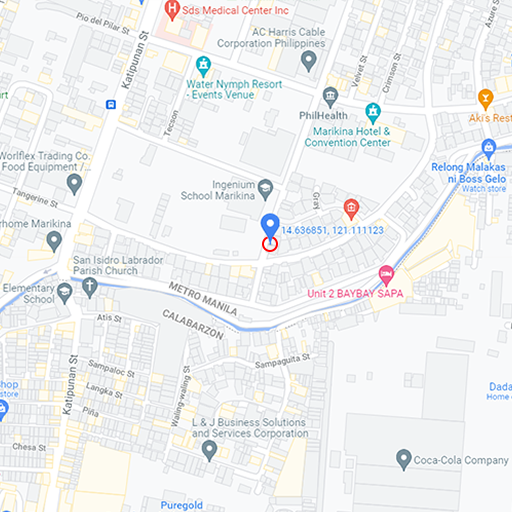 Sds Medical Center Inc
Pio del Pilar St
Katipunan St
AC Harris Cable
Corporation Philippines
Azure S
Velvet St
Crimson St
Water Nymph Resort
- Events Venue
PhilHealth
Marikina Hotel &
Convention Center
Aki's Rest
urt
Tecson
Worlflex Trading Co.
Food Equipment /...
Relong Malakas
ni Boss Gelo
Watch store
Ingenium
School Marikina
Tangerine St
Graf
rhome Marikina
14.636851, 121.111123
San Isidro Labrador
Parish Church
Elementary
School
METRO MANILA
CALABARZON
Unit 2 BAYBAY SAPA
Atis St
Sampaguita St
Sampaloc St
Langka St
Piña
Waling-waling St
Katipunan St
Shop
store
Dada
Home
L & J Business Solutions
and Services Corporation
Chesa St
Coca-Cola Company
Puregold